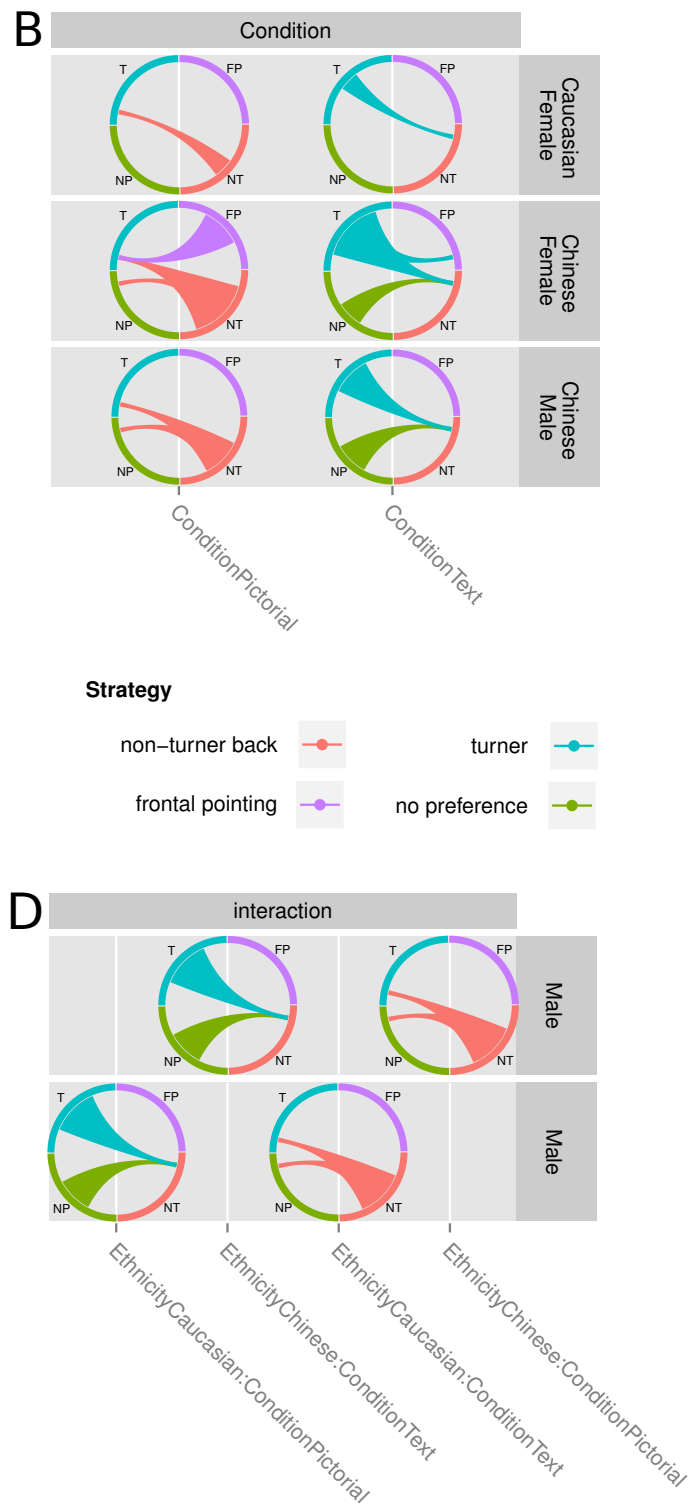 B
Condition
T FP T FP
NP NT NP NT
Caucasian
Female
T FP T FP
NP NT NP NT
Chinese
Female
T FP T FP
NP NT NP NT
Chinese
Male
ConditionPictorial
ConditionText
Strategy
non−turner back
turner
frontal pointing
no preference
D
interaction
T FP T FP
NP NT NP NT
Male
T FP T FP
NP NT NP NT
Male
EthnicityCaucasian:ConditionPictorial
EthnicityChinese:ConditionText
EthnicityCaucasian:ConditionText
EthnicityChinese:ConditionPictorial